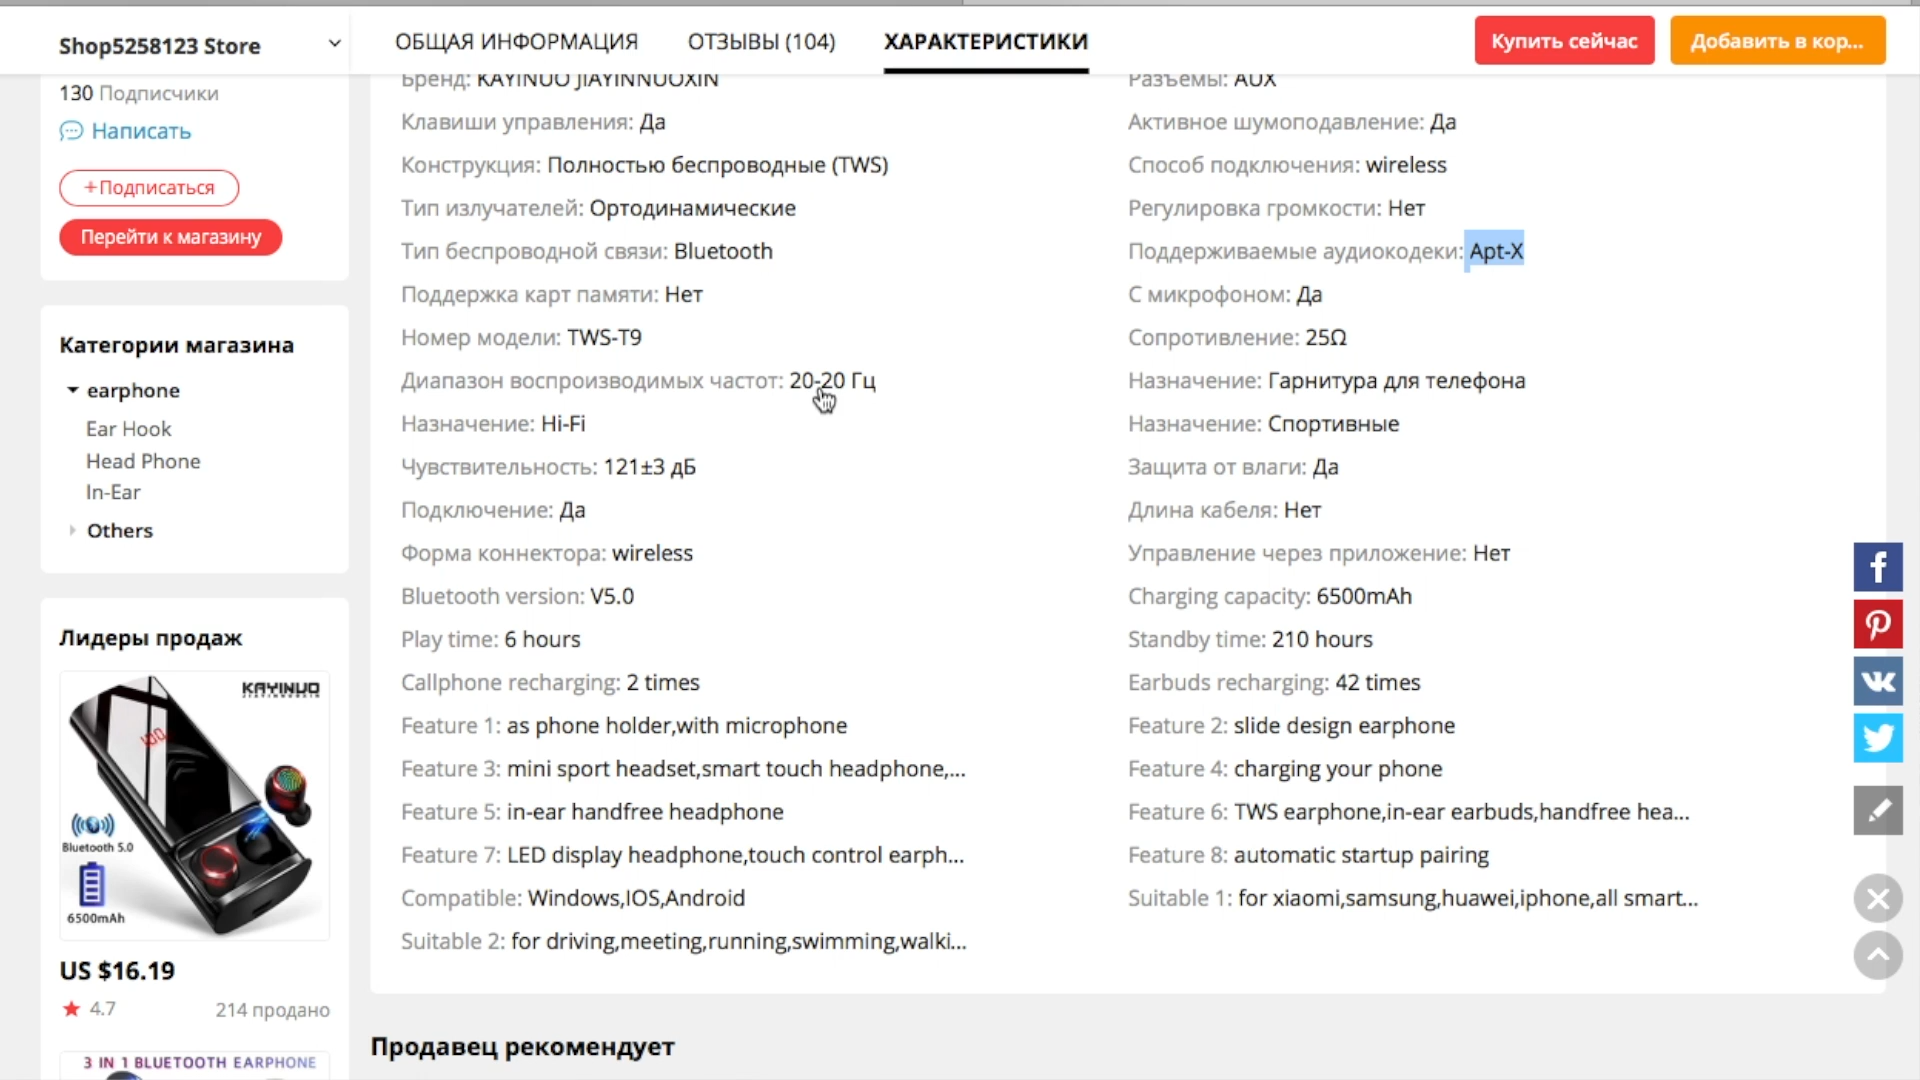 Shop5258123 Store
ОБЩАЯ ИНФОРМАЦИЯ
ОТЗЫВЫ (104)
ХАРАКТЕРИСТИКИ
Купить сейчас
Добавить в кор...
130 Подписчики
Написать
+Подписаться
Перейти к магазину
Категории магазина
earphone
Ear Hook
Head Phone
In-Ear
Others
Лидеры продаж
KAYINUO
Bluetooth 5.0
6500mAh
US $16.19
4.7
214 продано
3 IN 1 BLUETOOTH EARPHONE
Бренд: KAYINUO JIAYINNUOXIN
Разъемы: AUX
Клавиши управления: Да
Активное шумоподавление: Да
Конструкция: Полностью беспроводные (TWS)
Способ подключения: wireless
Тип излучателей: Ортодинамические
Регулировка громкости: Нет
Тип беспроводной связи: Bluetooth
Поддерживаемые аудиокодеки: Apt-X
Поддержка карт памяти: Нет
С микрофоном: Да
Номер модели: TWS-T9
Сопротивление: 25Ω
Диапазон воспроизводимых частот: 20-20 Гц
Назначение: Гарнитура для телефона
Назначение: Hi-Fi
Назначение: Спортивные
Чувствительность: 121±3 дБ
Защита от влаги: Да
Подключение: Да
Длина кабеля: Нет
Форма коннектора: wireless
Управление через приложение: Нет
Bluetooth version: V5.0
Charging capacity: 6500mAh
Play time: 6 hours
Standby time: 210 hours
Callphone recharging: 2 times
Earbuds recharging: 42 times
Feature 1: as phone holder,with microphone
Feature 2: slide design earphone
Feature 3: mini sport headset,smart touch headphone,...
Feature 4: charging your phone
Feature 5: in-ear handfree headphone
Feature 6: TWS earphone,in-ear earbuds,handfree hea...
Feature 7: LED display headphone,touch control earph...
Feature 8: automatic startup pairing
Compatible: Windows,IOS,Android
Suitable 1: for xiaomi,samsung,huawei,iphone,all smart...
Suitable 2: for driving,meeting,running,swimming,walki...
Продавец рекомендует